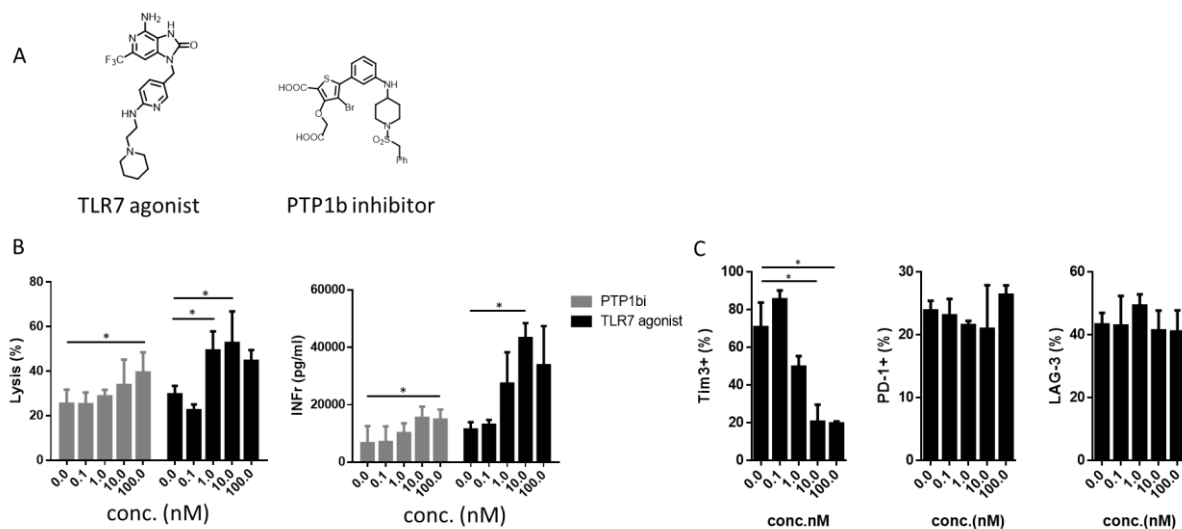 A
NH₂
H
N
N
O
F₃C
N
N
HN
N
TLR7 agonist
S
HOOC
Br
O
HOOC
NH
N
O₂S
Ph
PTP1b inhibitor
B
80
60
40
20
0
Lysis (%)
0.0 0.1 1.0 10.0 100.0 0.0 0.1 1.0 10.0 100.0
conc. (nM)
* * *
60000
40000
20000
0
INFr (pg/ml)
0.0 0.1 1.0 10.0 100.0 0.0 0.1 1.0 10.0 100.0
conc. (nM)
* *
PTP1bi
TLR7 agonist
C
100
80
60
40
20
0
Tim3+ (%)
0.0 0.1 1.0 10.0 100.0
conc.nM
* *
30
20
10
0
PD-1+ (%)
0.0 0.1 1.0 10.0 100.0
conc.(nM)
60
40
20
0
LAG-3 (%)
0.0 0.1 1.0 10.0 100.0
conc.(nM)